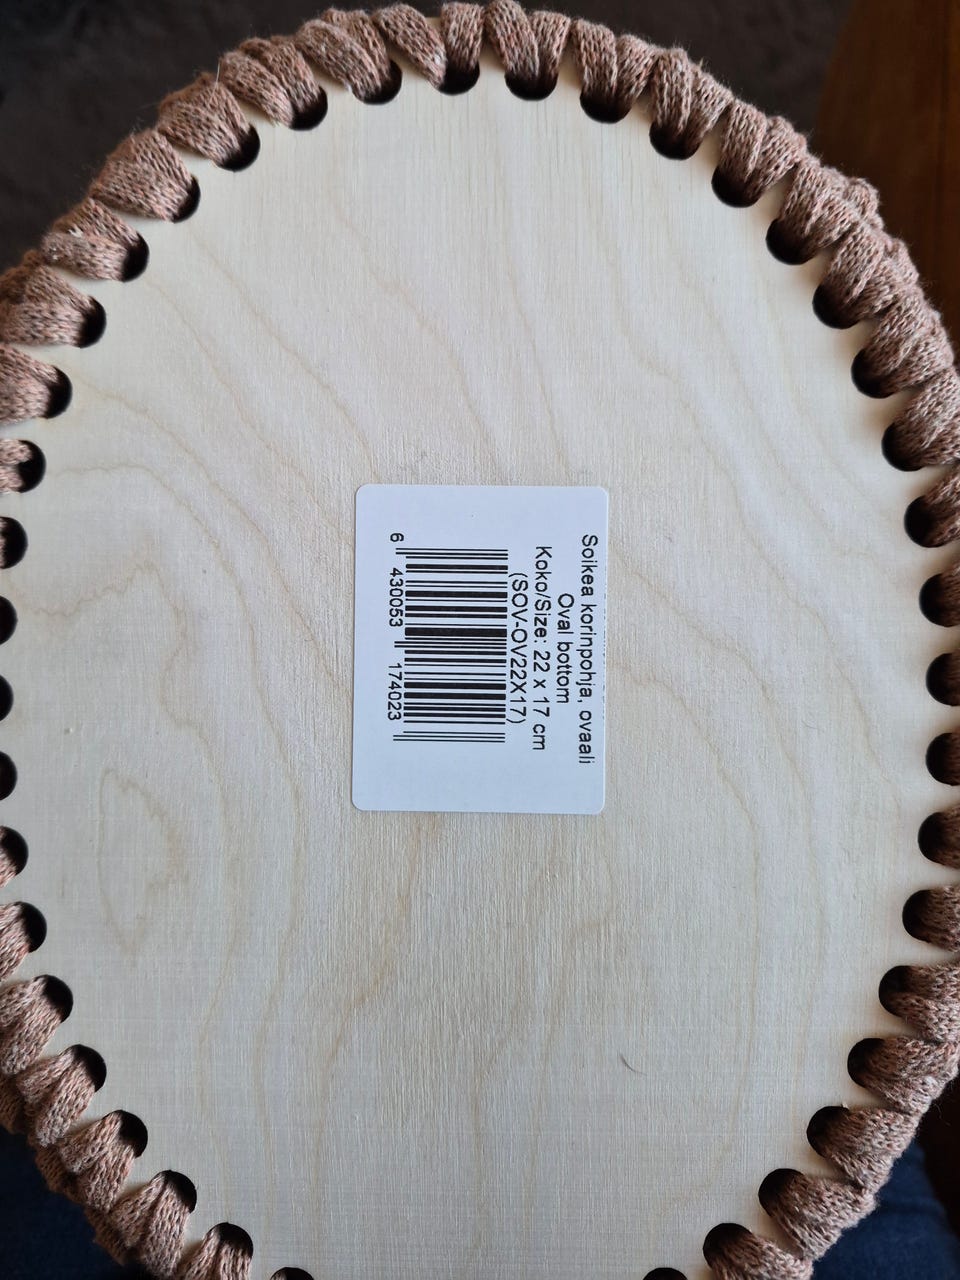 Soikea korinpohja, ovaali
Oval bottom
Koko/Size: 22 x 17 cm
(SOV-OV22X17)
6 430053 174023